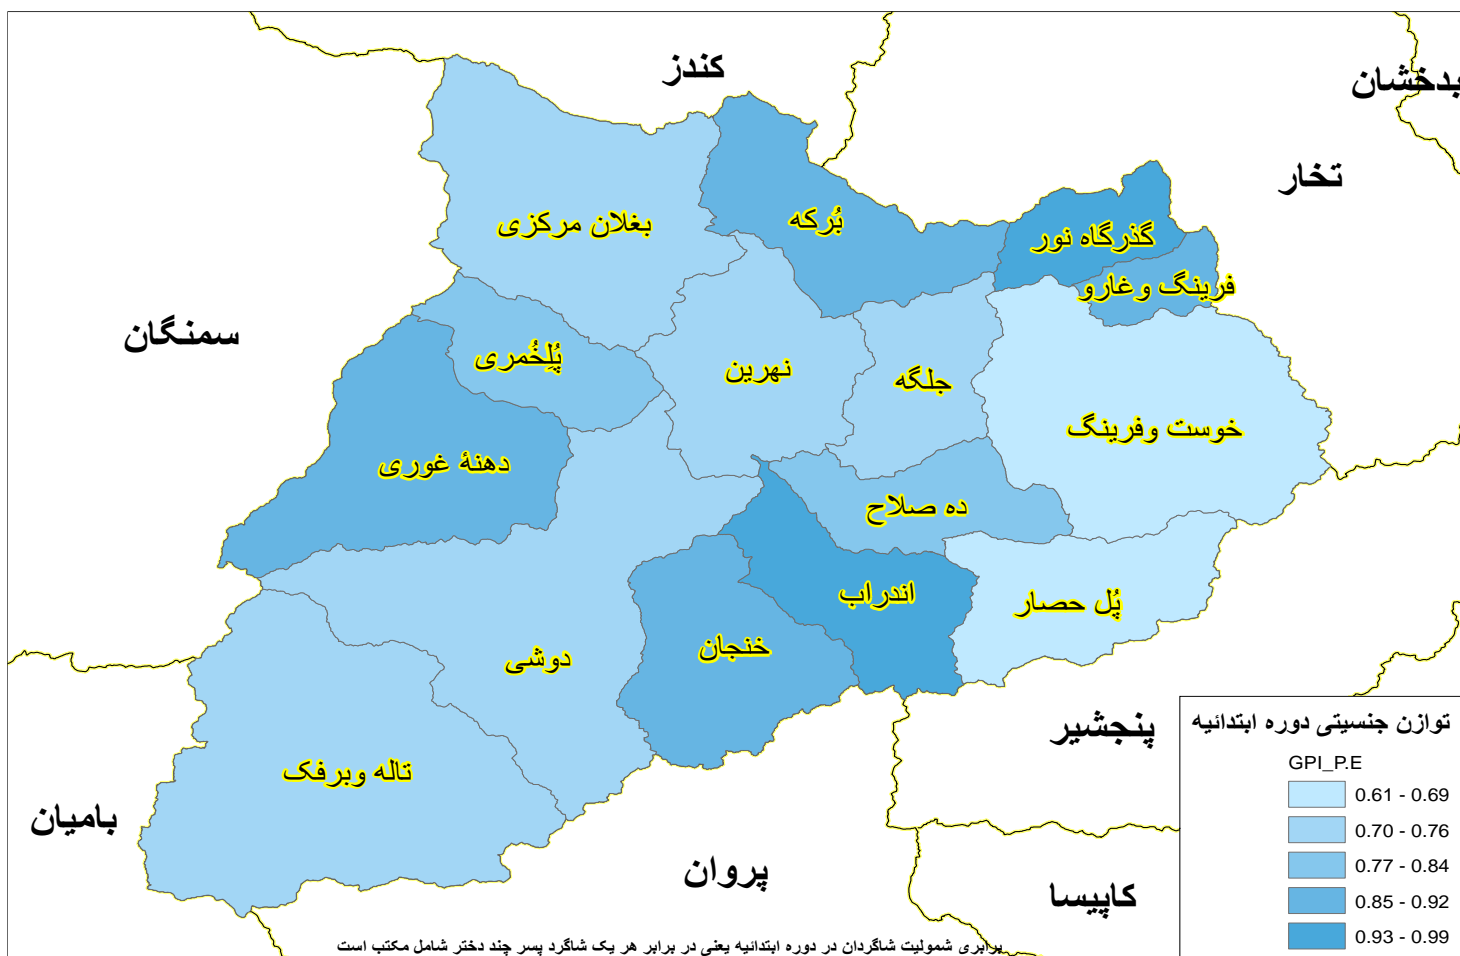 کندز
بدخشان
تخار
بُرکه
گذرگاه نور
بغلان مرکزی
فرینگ وغارو
سمنگان
پُلِخُمری
نهرین
جلگه
خوست وفرینگ
دهنهٔ غوری
ده صلاح
اندراب
پُل حصار
خنجان
دوشی
تاله وبرفک
پنجشیر
بامیان
پروان
کاپیسا
توازن جنسیتی دوره ابتدائیه
GPI_P.E
0.61 - 0.69
0.70 - 0.76
0.77 - 0.84
0.85 - 0.92
0.93 - 0.99
برابری شمولیت شاگردان در دوره ابتدائیه یعنی در برابر هر یک شاگرد پسر چند دختر شامل مکتب است